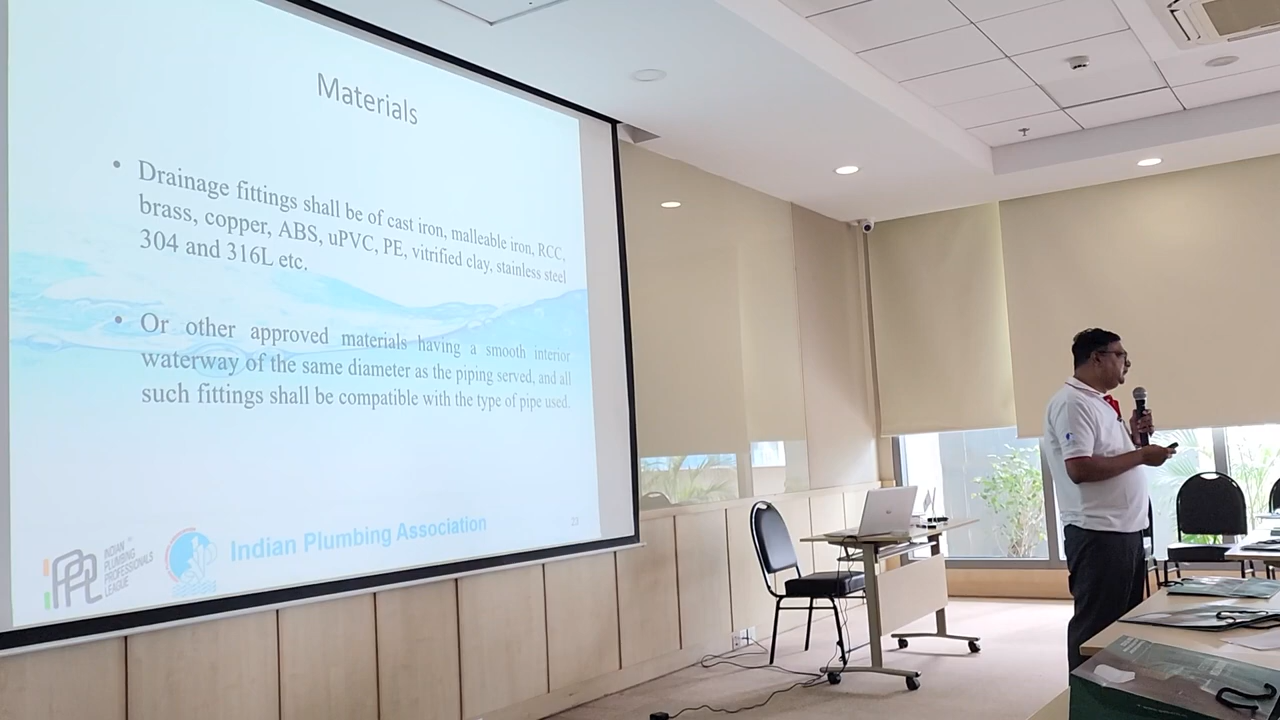 Materials
• Drainage fittings shall be of cast iron, malleable iron, RCC,
brass, copper, ABS, uPVC, PE, vitrified clay, stainless steel
304 and 316L etc.
• Or other approved materials having a smooth interior
waterway of the same diameter as the piping served, and all
such fittings shall be compatible with the type of pipe used.
INDIAN
PLUMBING
PROFESSIONALS
LEAGUE
Indian Plumbing Association
23